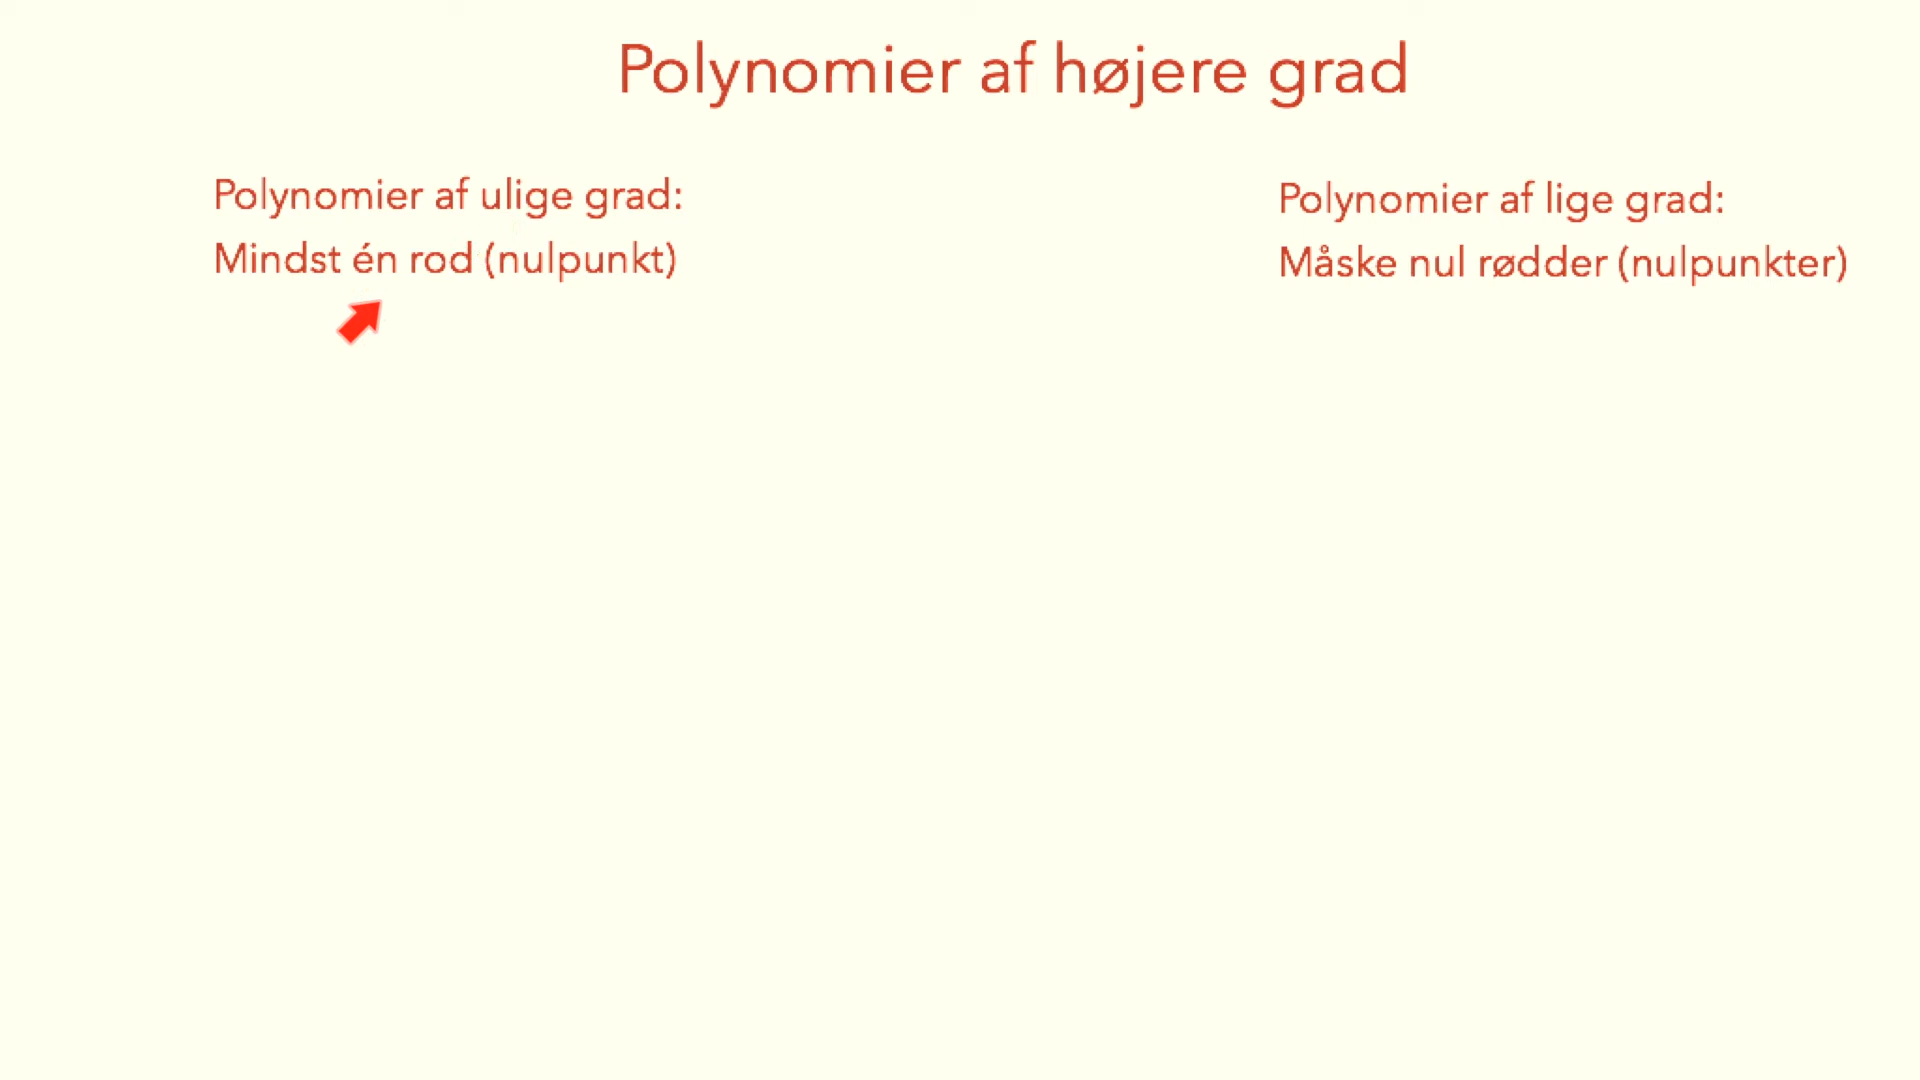 Polynomier af højere grad
Polynomier af ulige grad:
Mindst én rod (nulpunkt)
Polynomier af lige grad:
Måske nul rødder (nulpunkter)